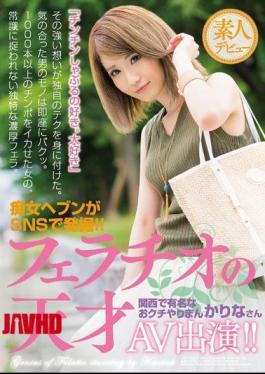 素人
デビュー
「チンチンしゃぶるの好き。大好き」
その強い想いが独自のテクを身に付けた。
気の合った男のモノは即座にパクッ。
1000本以上のチンポをイカせた女の、
常識に捉われない独特な濃厚フェラ
痴女ヘブンが
SNSで発掘!!
フェラチオの
天才
関西で有名な
おクチやりまん かりなさん
AV出演!!
JAVHD